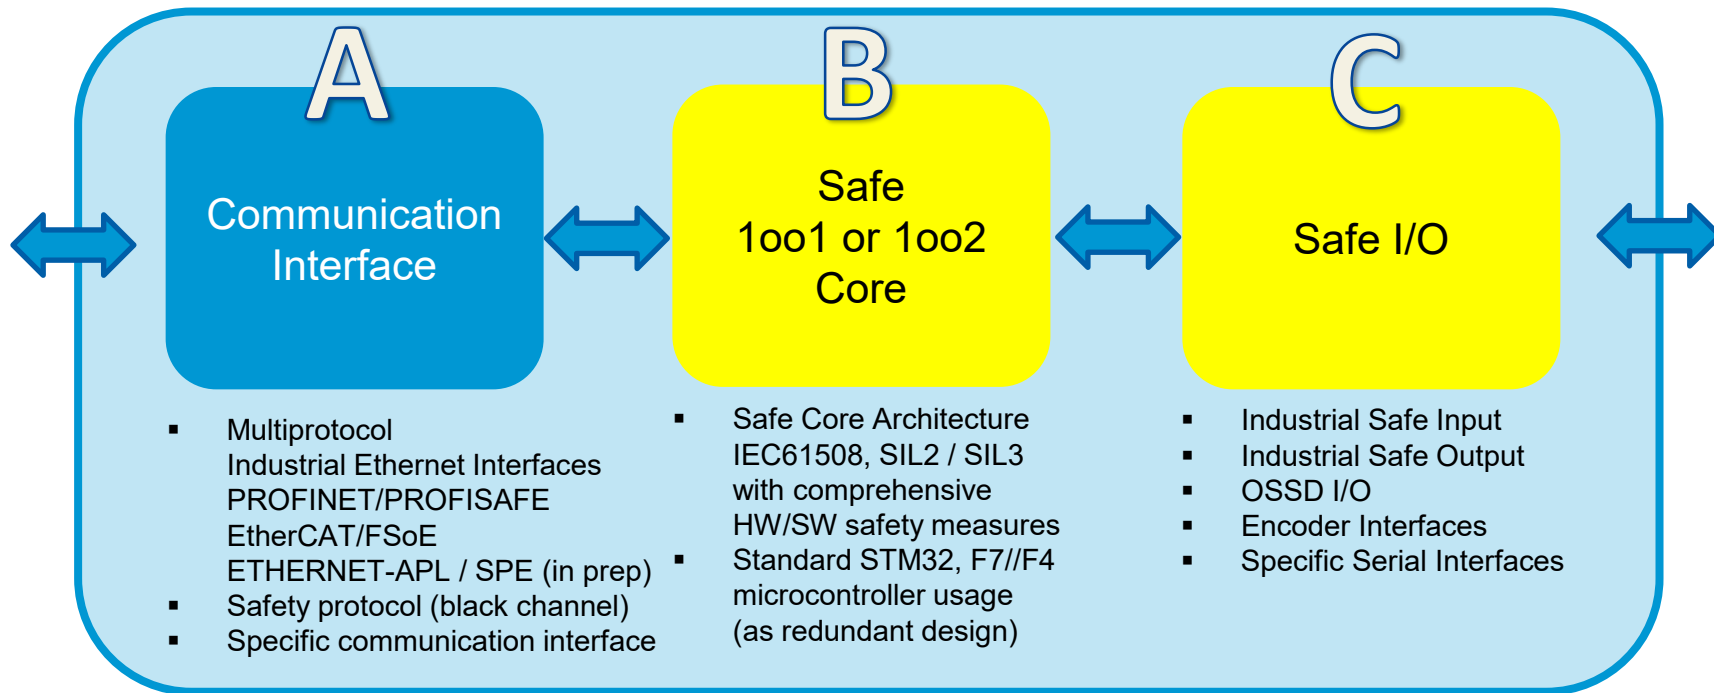 A
Communication
Interface
▪ Multiprotocol
Industrial Ethernet Interfaces
PROFINET/PROFISAFE
EtherCAT/FSoE
ETHERNET-APL / SPE (in prep)
▪ Safety protocol (black channel)
▪ Specific communication interface
B
Safe
1oo1 or 1oo2
Core
▪ Safe Core Architecture
IEC61508, SIL2 / SIL3
with comprehensive
HW/SW safety measures
▪ Standard STM32, F7//F4
microcontroller usage
(as redundant design)
C
Safe I/O
▪ Industrial Safe Input
▪ Industrial Safe Output
▪ OSSD I/O
▪ Encoder Interfaces
▪ Specific Serial Interfaces